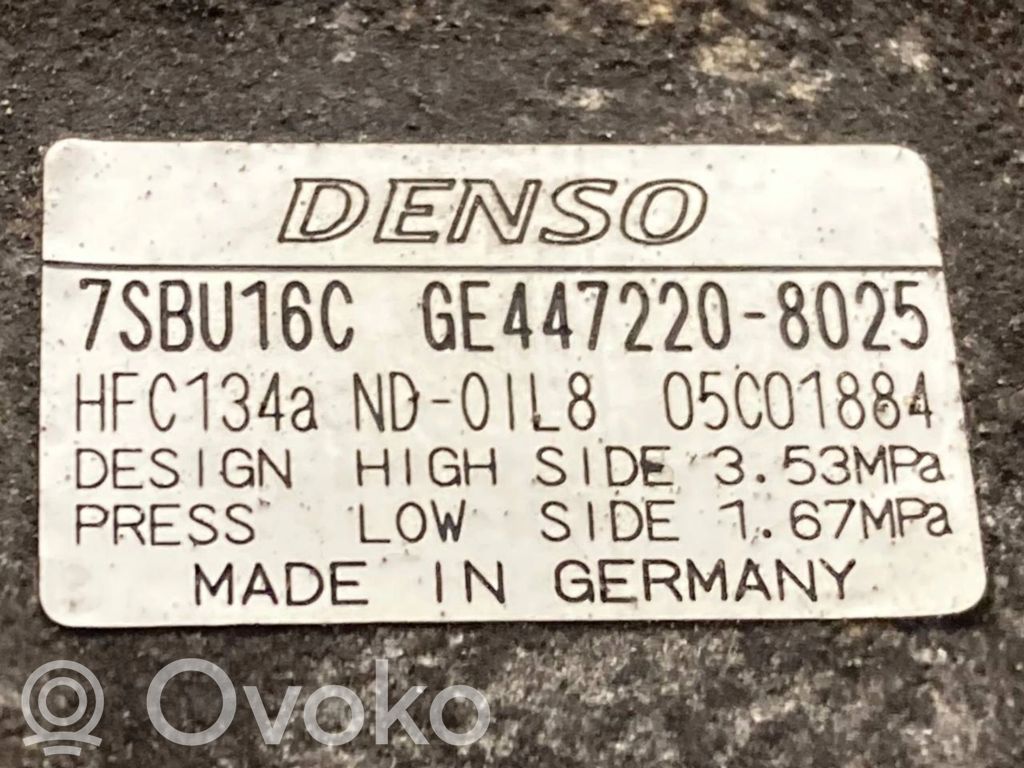 DENSO
7SBU16C GE447220-8025
HFC134a ND-OIL8 05C01884
DESIGN HIGH SIDE 3.53MPa
PRESS LOW SIDE 1.67MPa
MADE IN GERMANY
Ovoko